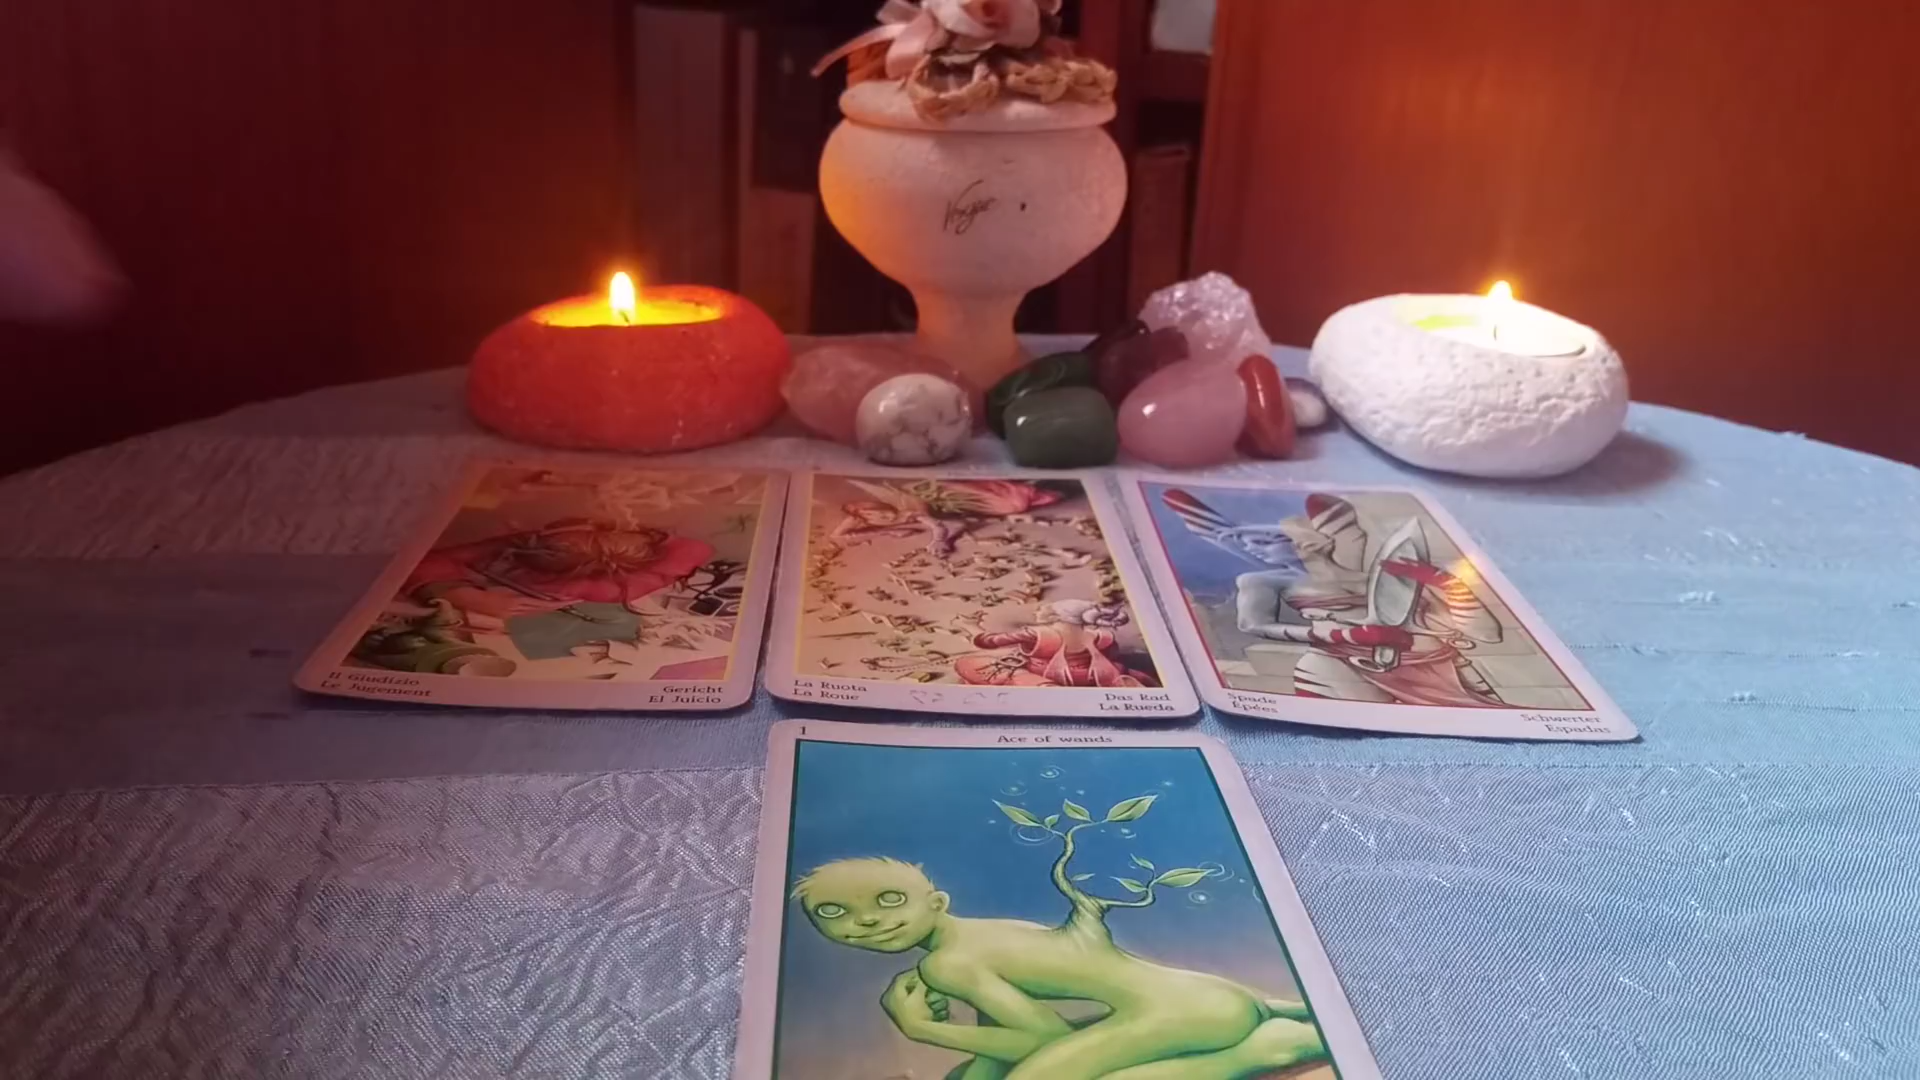 Il Giudizio
Le Jugement
Gericht
El Juicio
La Ruota
La Roue
Das Rad
La Rueda
Spade
Épées
Schwerter
Espadas
1
Ace of wands